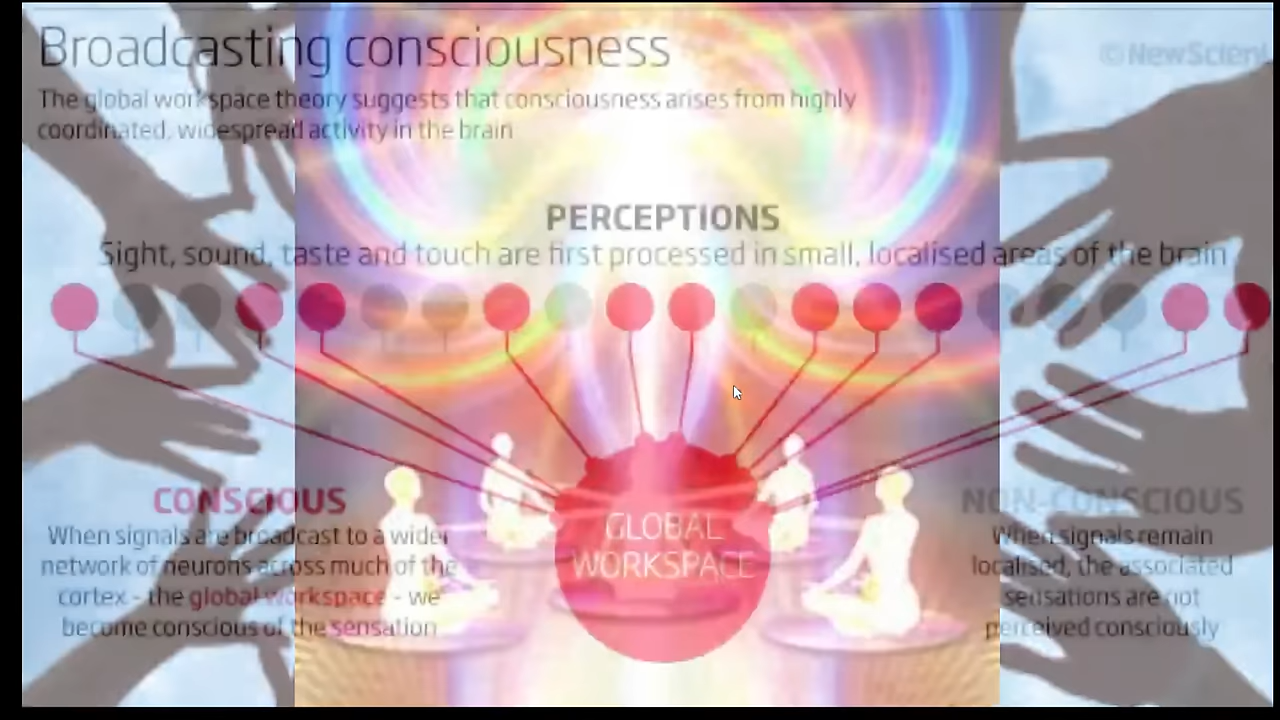 Broadcasting consciousness
© NewScient
The global workspace theory suggests that consciousness arises from highly
coordinated, widespread activity in the brain
PERCEPTIONS
Sight, sound, taste and touch are first processed in small, localised areas of the brain
CONSCIOUS
When signals are broadcast to a wider
network of neurons across much of the
cortex - the global workspace - we
become conscious of the sensation
GLOBAL
WORKSPACE
NON-CONSCIOUS
When signals remain
localised, the associated
sensations are not
perceived consciously